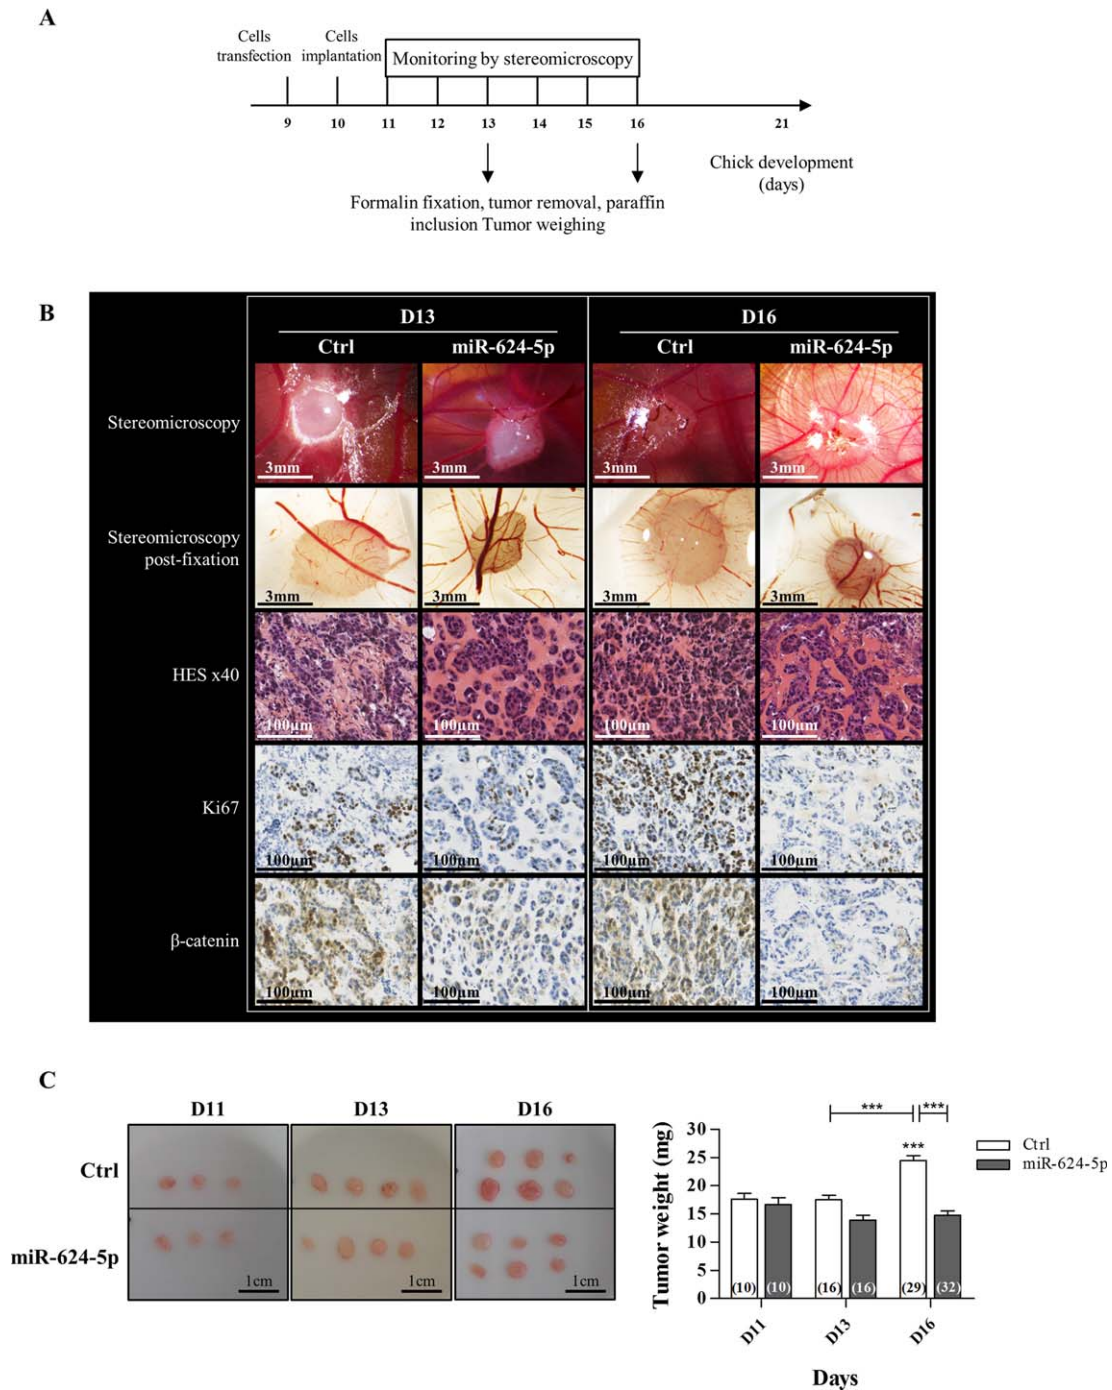 A
Cells
transfection
Cells
implantation
Monitoring by stereomicroscopy
9 10 11 12 13 14 15 16 21
Chick development
(days)
Formalin fixation, tumor removal, paraffin
inclusion Tumor weighing
B
D13 D16
Ctrl miR-624-5p Ctrl miR-624-5p
Stereomicroscopy
3mm 3mm 3mm 3mm
Stereomicroscopy
post-fixation
3mm 3mm 3mm 3mm
HES x40
100µm 100µm 100µm 100µm
Ki67
100µm 100µm 100µm 100µm
β-catenin
100µm 100µm 100µm 100µm
C
D11 D13 D16
Ctrl
miR-624-5p
1cm 1cm 1cm
*** ***
***
Ctrl
miR-624-5p
Tumor weight (mg)
30
25
20
15
10
5
0
(10) (10) (16) (16) (29) (32)
D11 D13 D16
Days